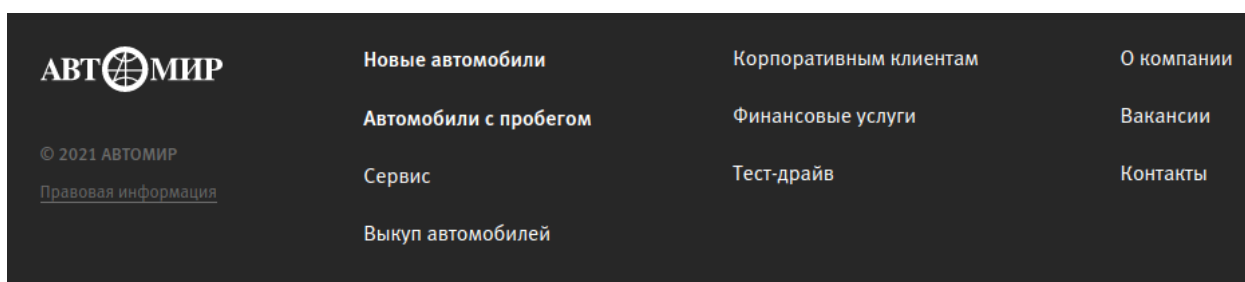 АВТОМИР
© 2021 АВТОМИР
Правовая информация
Новые автомобили
Автомобили с пробегом
Сервис
Выкуп автомобилей
Корпоративным клиентам
Финансовые услуги
Тест-драйв
О компании
Вакансии
Контакты